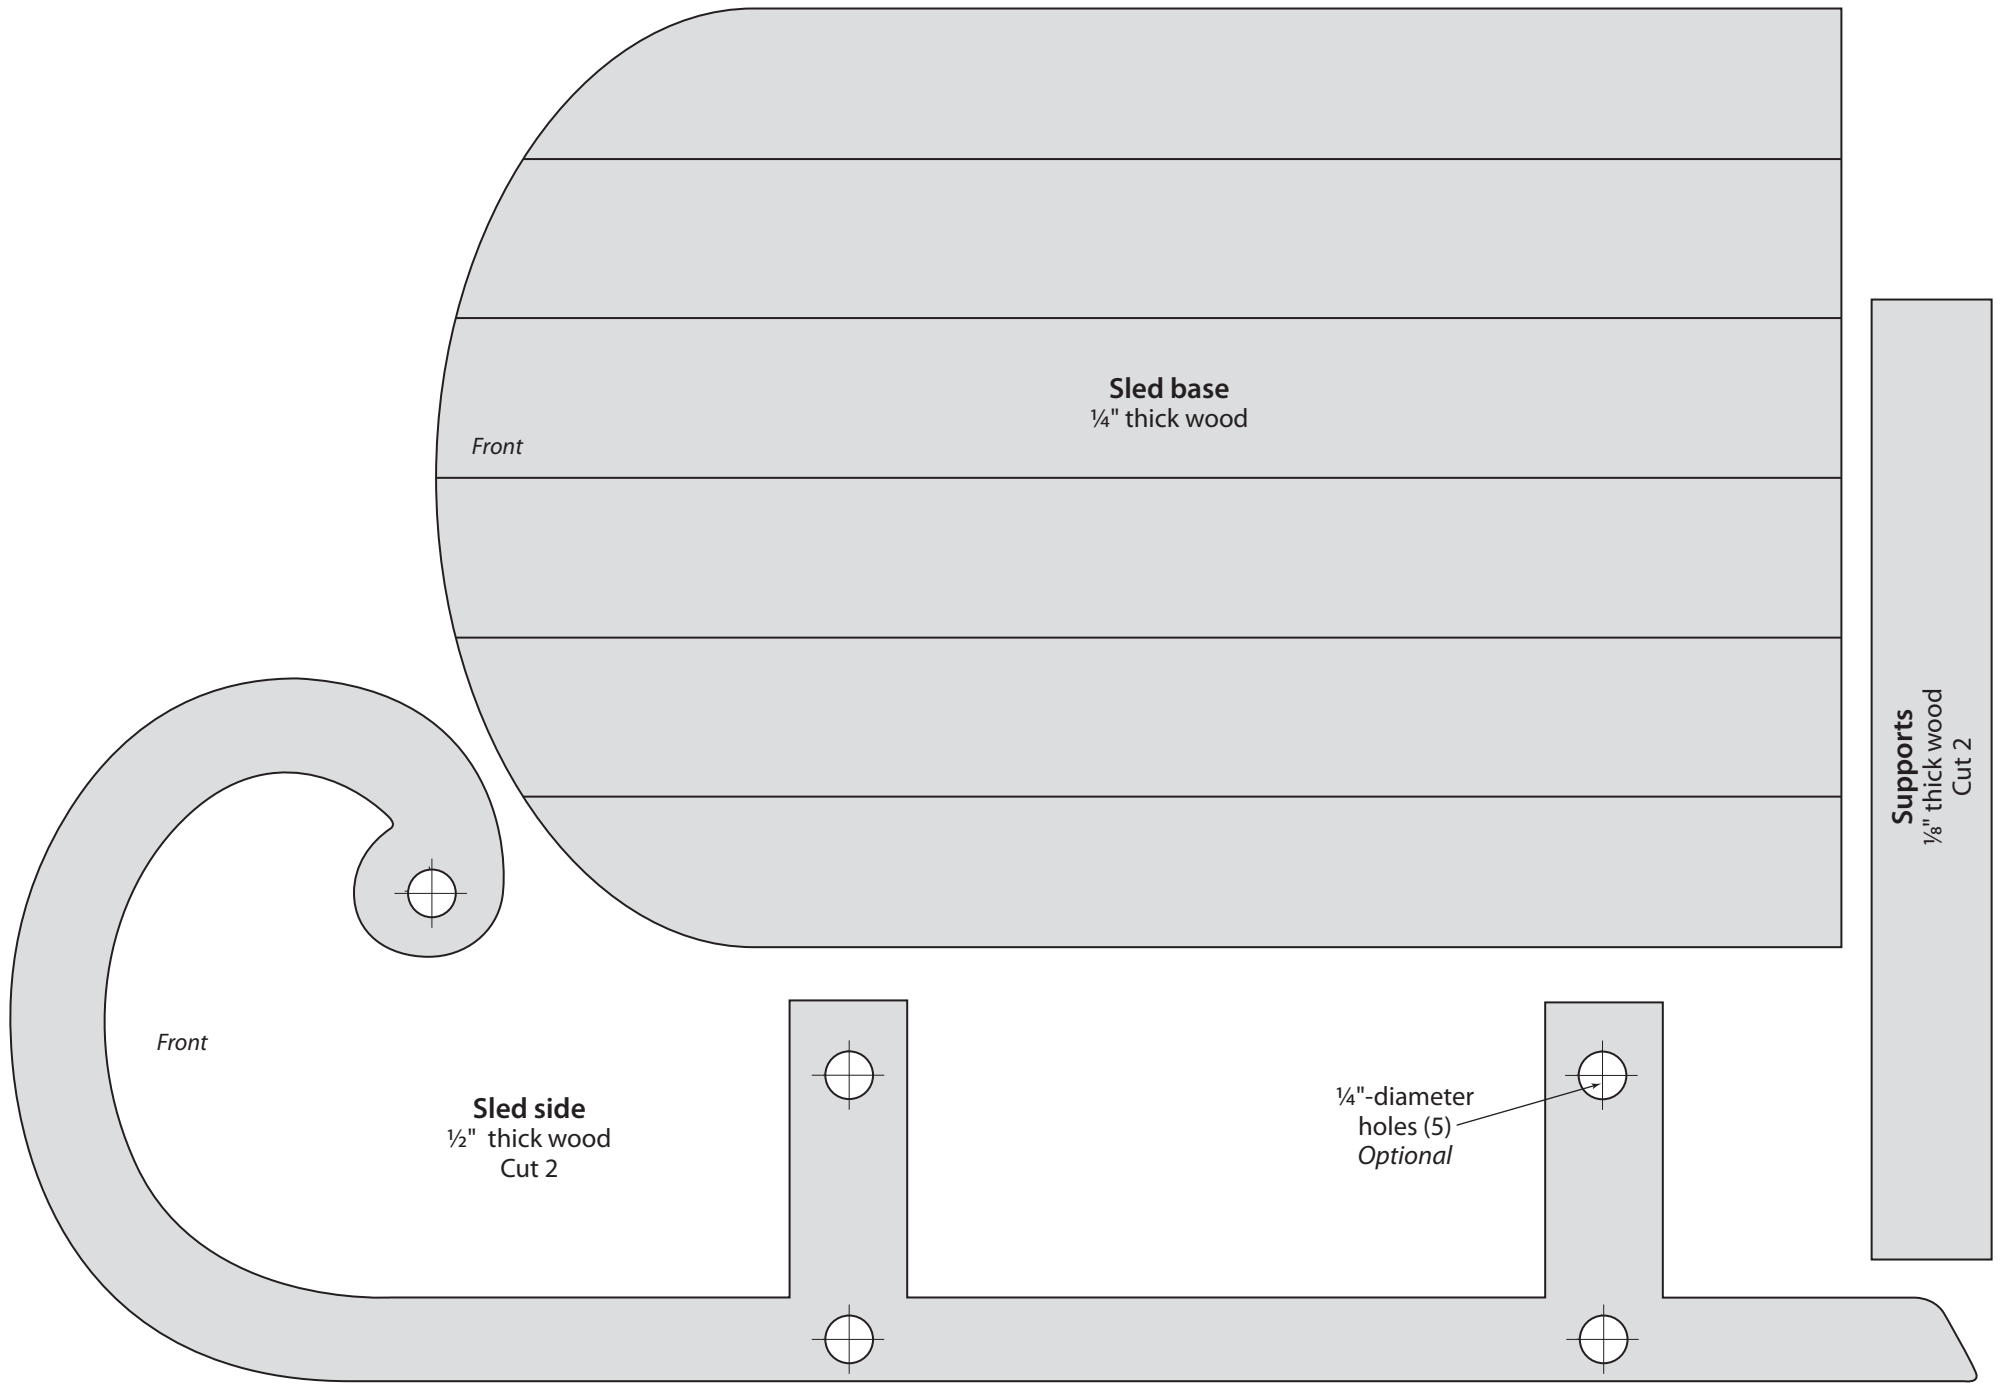 Sled base
¼" thick wood
Front
Supports
⅛" thick wood
Cut 2
Front
Sled side
½"  thick wood
Cut 2
¼"-diameter
holes (5)
Optional